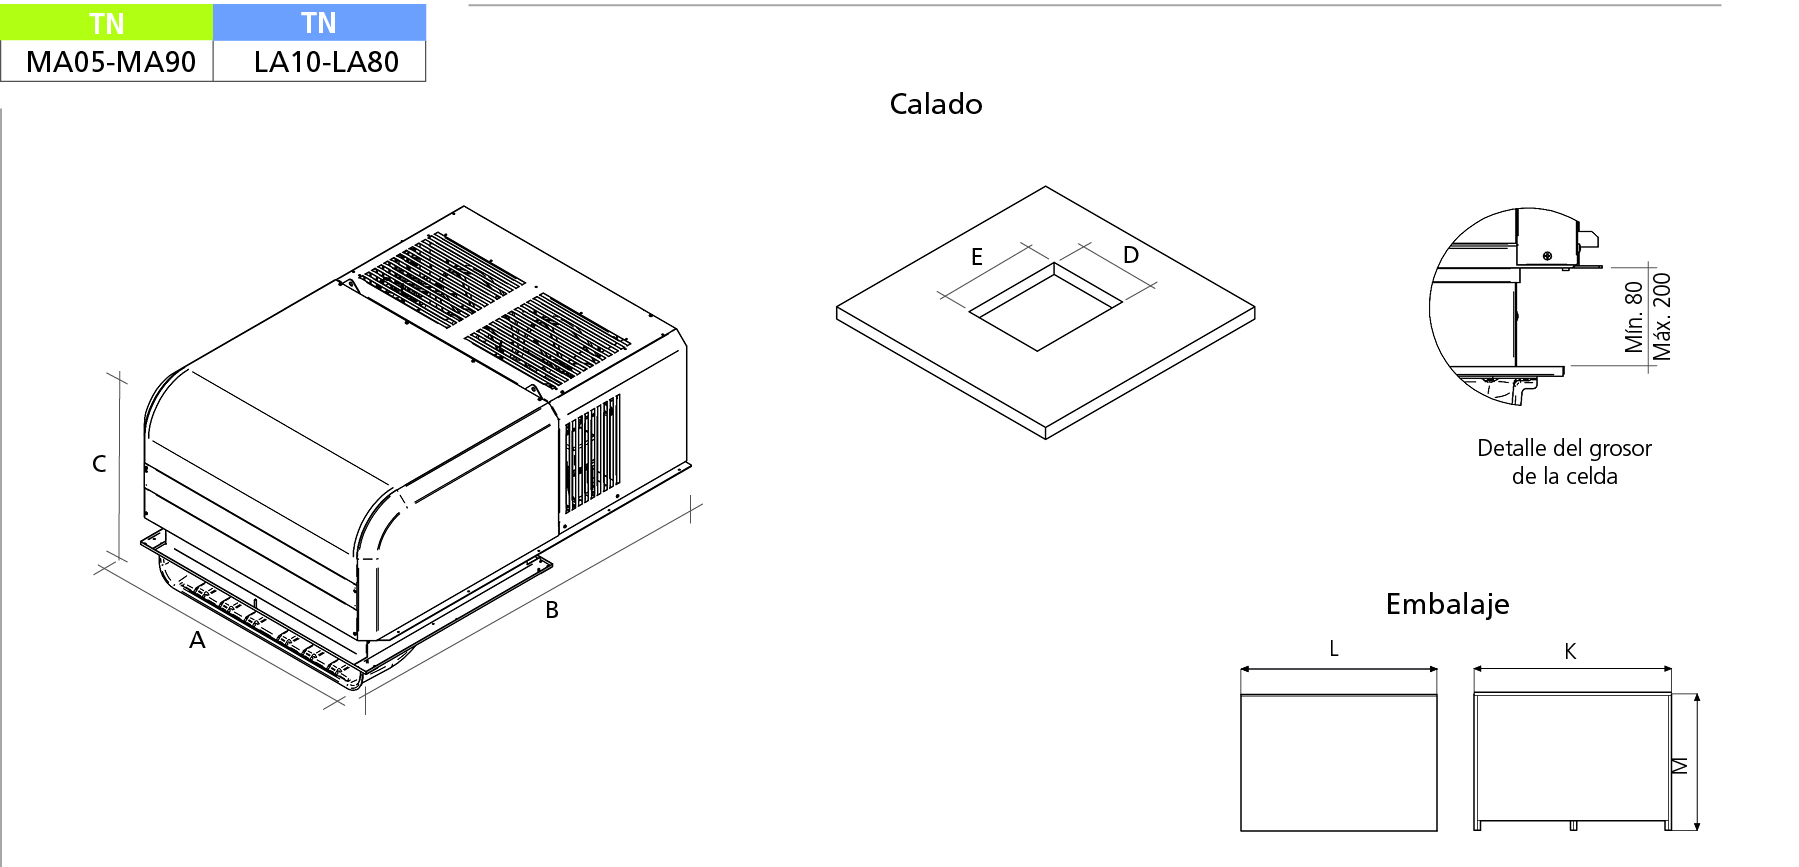 TN TN
MA05-MA90 LA10-LA80
Calado
E D
C
A
B
Mín. 80
Máx. 200
Detalle del grosor
de la celda
Embalaje
L K
M